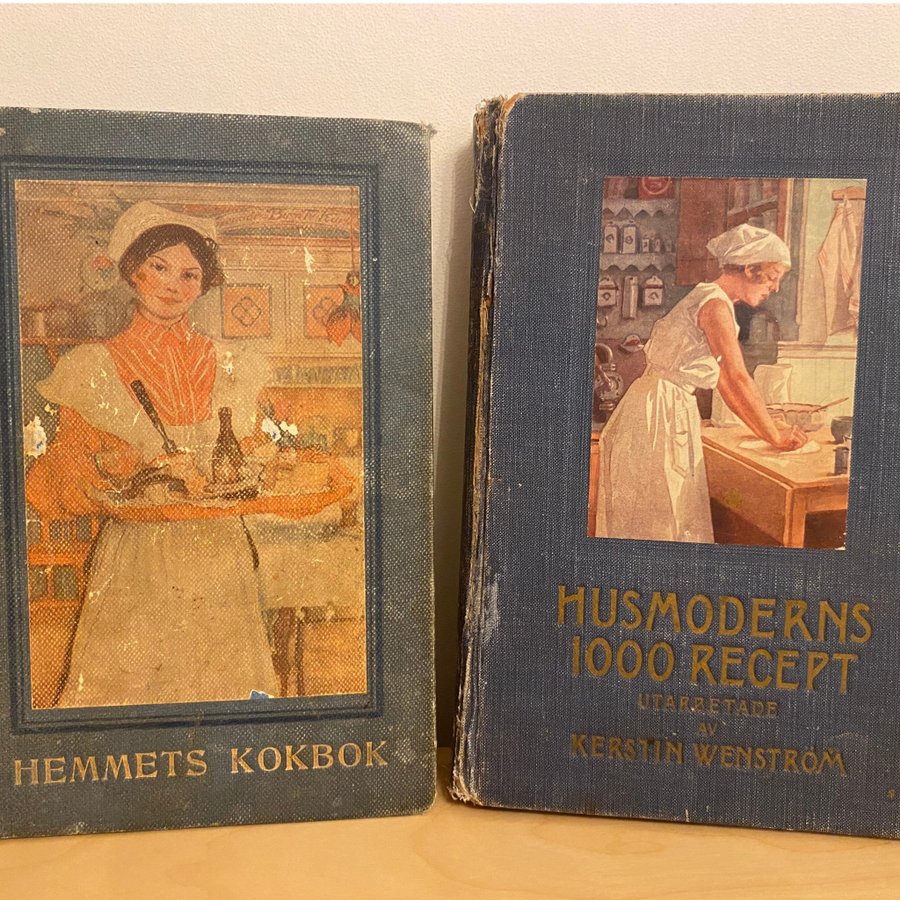 HEMMETS KOKBOK
HUSMODERNS
1000 RECEPT
UTARBETADE
AV
KERSTIN WENSTRÖM